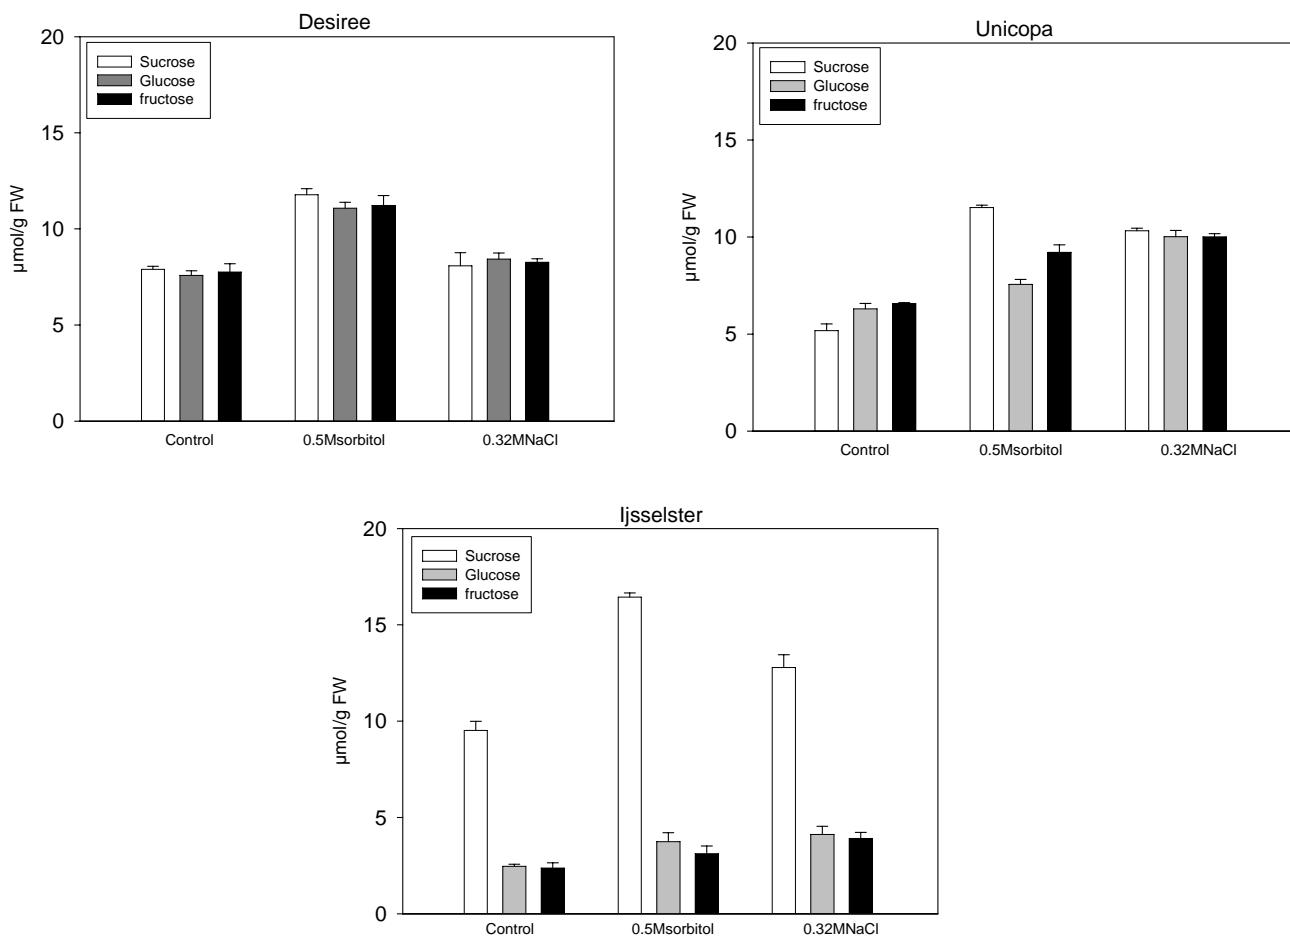 Desiree
20
15
10
5
0
µmol/g FW
Sucrose
Glucose
fructose
Control
0.5Msorbitol
0.32MNaCl
Unicopa
20
15
10
5
0
µmol/g FW
Sucrose
Glucose
fructose
Control
0.5Msorbitol
0.32MNaCl
Ijsselster
20
15
10
5
0
µmol/g FW
Sucrose
Glucose
fructose
Control
0.5Msorbitol
0.32MNaCl